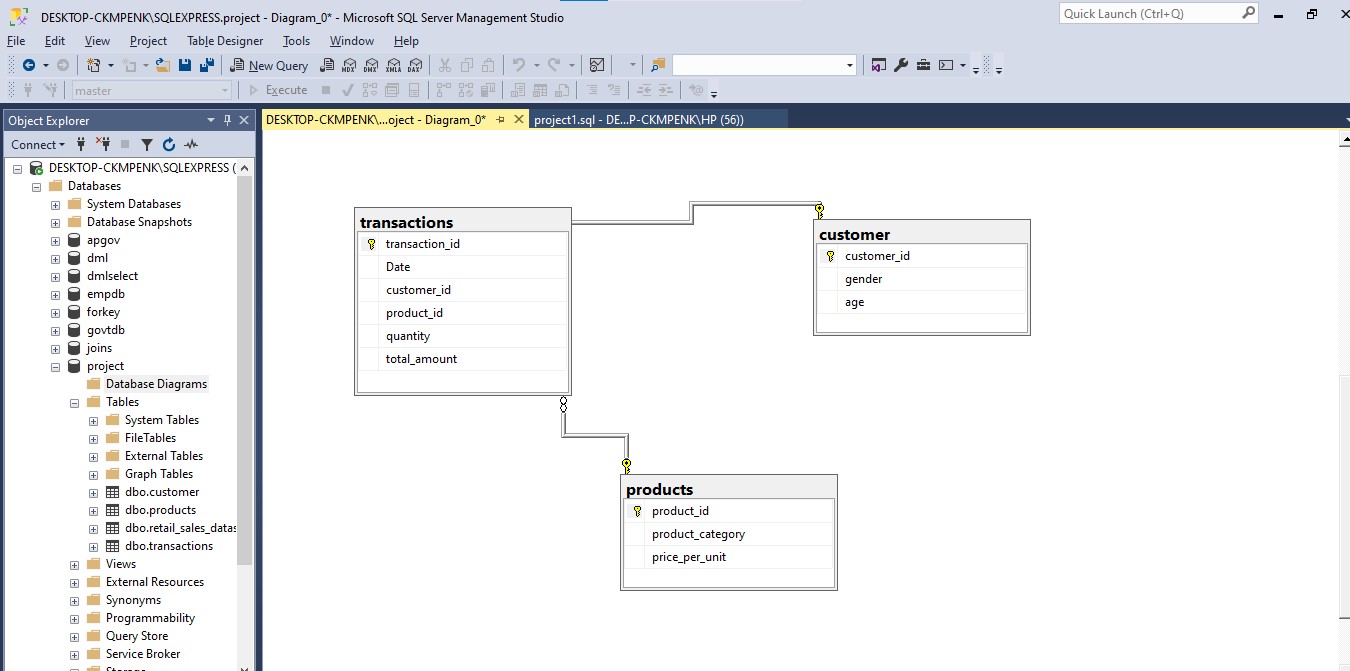 DESKTOP-CKMPENK\SQLEXPRESS.project - Diagram_0* - Microsoft SQL Server Management Studio
Quick Launch (Ctrl+Q)
File Edit View Project Table Designer Tools Window Help
New Query MDX DMX XMLA DAX
master Execute
Object Explorer
DESKTOP-CKMPENK\...oject - Diagram_0*
project1.sql - DE...P-CKMPENK\HP (56))
Connect
DESKTOP-CKMPENK\SQLEXPRESS (
Databases
System Databases
Database Snapshots
apgov
dml
dmlselect
empdb
forkey
govtdb
joins
project
Database Diagrams
Tables
System Tables
FileTables
External Tables
Graph Tables
dbo.customer
dbo.products
dbo.retail_sales_datas
dbo.transactions
Views
External Resources
Synonyms
Programmability
Query Store
Service Broker
Storage
transactions
transaction_id
Date
customer_id
product_id
quantity
total_amount
customer
customer_id
gender
age
products
product_id
product_category
price_per_unit